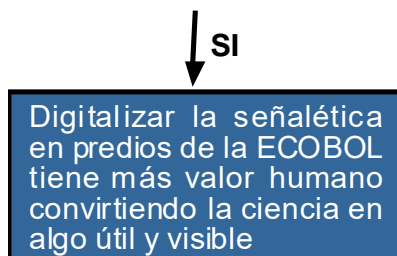 SI
Digitalizar la señalética
en predios de la ECOBOL
tiene más valor humano
convirtiendo la ciencia en
algo útil y visible